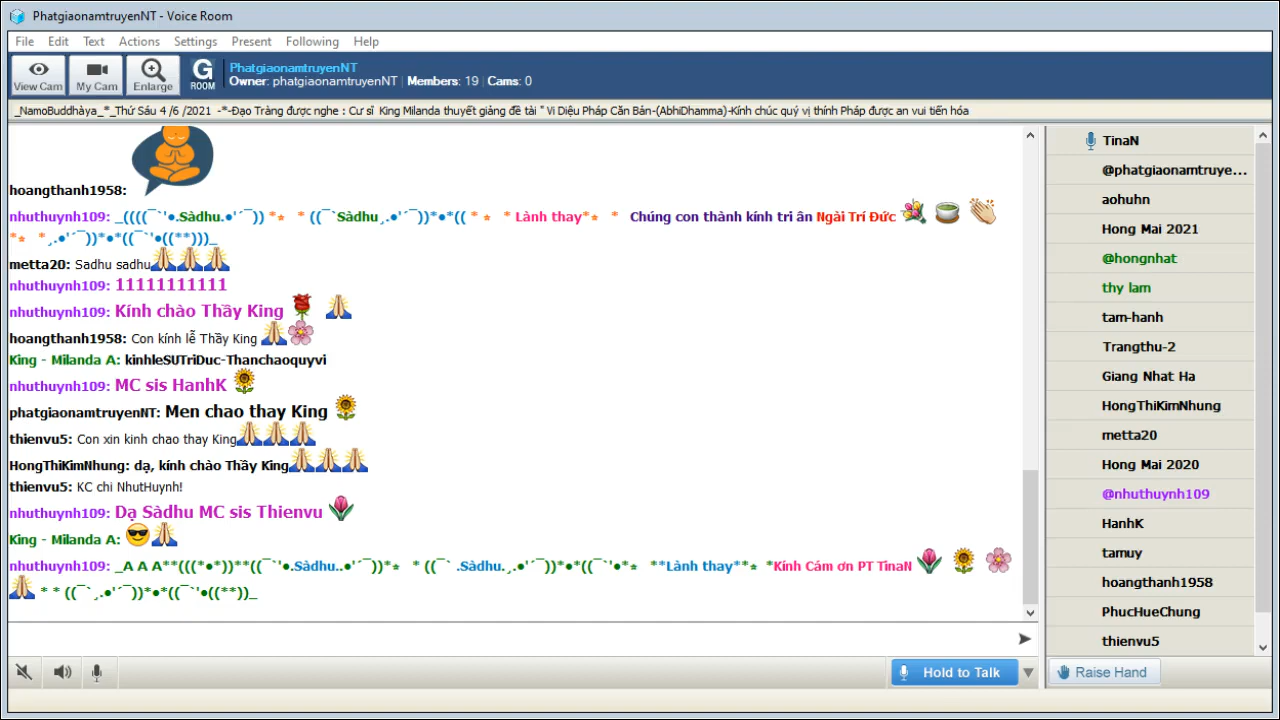 PhatgiaonamtruyenNT - Voice Room
File Edit Text Actions Settings Present Following Help
View Cam My Cam Enlarge G ROOM
PhatgiaonamtruyenNT
Owner: phatgiaonamtruyenNT | Members: 19 | Cams: 0
_NamoBuddhàya_*_Thứ Sáu 4 /6 /2021 -*-Đạo Tràng được nghe : Cư sĩ King Milanda thuyết giảng đề tài " Vi Diệu Pháp Căn Bản-(AbhiDhamma)-Kính chúc quý vị thính Pháp được an vui tiến hóa
hoangthanh1958:
nhuthuynh109: _((((¯`'•.Sàdhu.•'´¯)) *⭒ * ((¯`Sàdhu¸.•'´¯))*•*(( * ⭒ * Lành thay*⭒ * Chúng con thành kính tri ân Ngài Trí Đức
*⭒ *¸.•'´¯))*•*((¯`'•((**)))_
metta20: Sadhu sadhu
nhuthuynh109: 11111111111
nhuthuynh109: Kính chào Thầy King
hoangthanh1958: Con kính lễ Thầy King
King - Milanda A: kinhleSUTriDuc-Thanchaoquyvi
nhuthuynh109: MC sis HanhK
phatgiaonamtruyenNT: Men chao thay King
thienvu5: Con xin kinh chao thay King
HongThiKimNhung: dạ, kính chào Thầy King
thienvu5: KC chi NhutHuynh!
nhuthuynh109: Dạ Sàdhu MC sis Thienvu
King - Milanda A:
nhuthuynh109: _A A A**(((*•*))**((¯`'•.Sàdhu..•'´¯))*⭒ * ((¯` .Sàdhu.¸.•'´¯))*•*((¯`'•*⭒ **Lành thay**⭒ *Kính Cám ơn PT TinaN
* * ((¯`¸.•'´¯))*•*((¯`'•((**))_
Hold to Talk
TinaN
@phatgiaonamtruye...
aohuhn
Hong Mai 2021
@hongnhat
thy lam
tam-hanh
Trangthu-2
Giang Nhat Ha
HongThiKimNhung
metta20
Hong Mai 2020
@nhuthuynh109
HanhK
tamuy
hoangthanh1958
PhucHueChung
thienvu5
Raise Hand